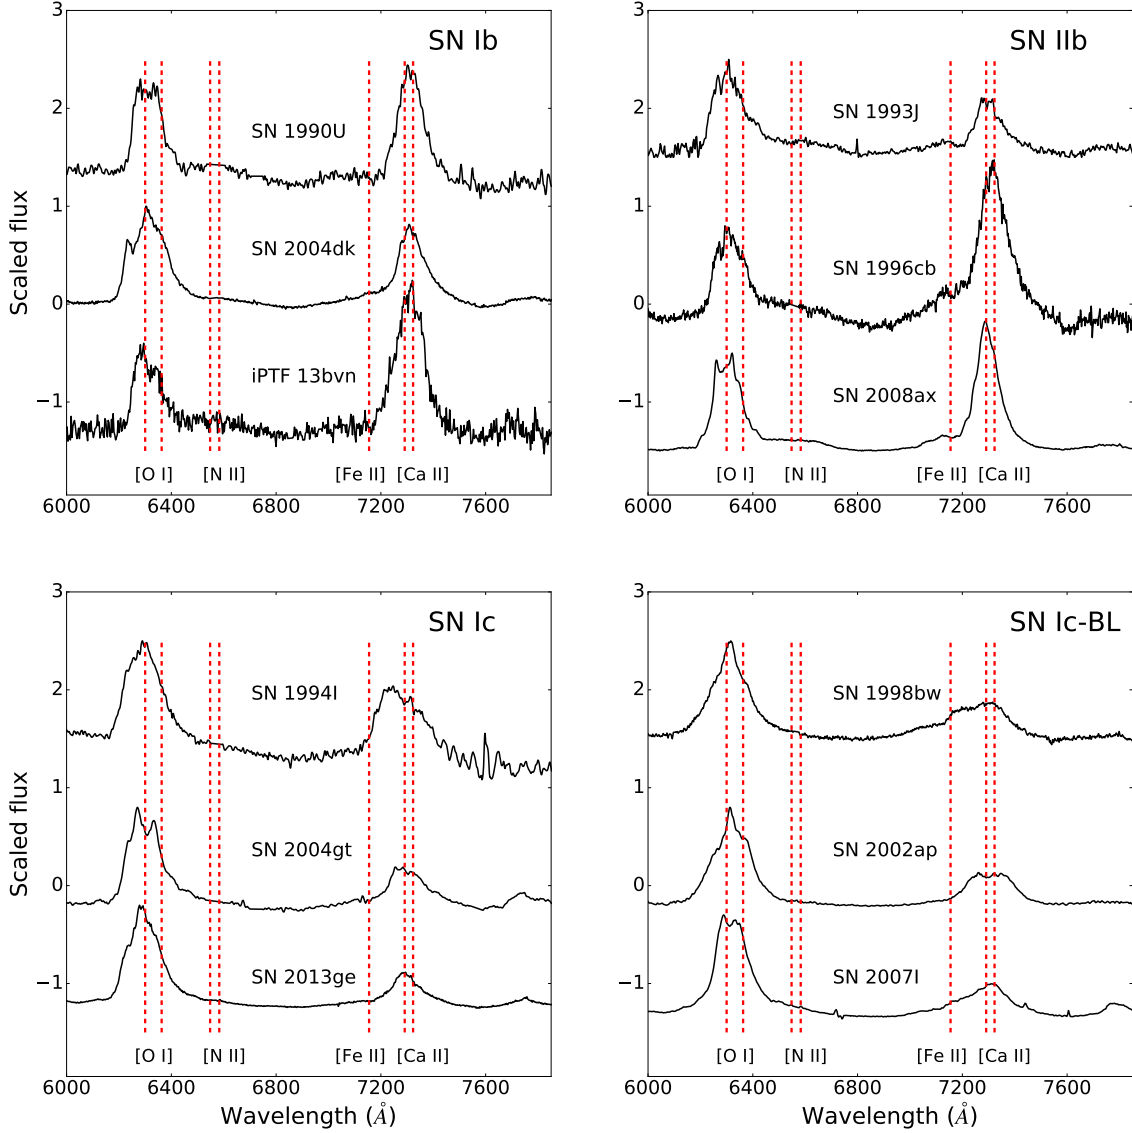 SN Ib
3
2
1
0
−1
Scaled flux
SN 1990U
SN 2004dk
iPTF 13bvn
[O I]
[N II]
[Fe II]
[Ca II]
6000
6400
6800
7200
7600
SN IIb
3
2
1
0
−1
SN 1993J
SN 1996cb
SN 2008ax
[O I]
[N II]
[Fe II]
[Ca II]
6000
6400
6800
7200
7600
SN Ic
3
2
1
0
−1
Scaled flux
SN 1994I
SN 2004gt
SN 2013ge
[O I]
[N II]
[Fe II]
[Ca II]
6000
6400
6800
7200
7600
Wavelength (Å)
SN Ic-BL
3
2
1
0
−1
SN 1998bw
SN 2002ap
SN 2007I
[O I]
[N II]
[Fe II]
[Ca II]
6000
6400
6800
7200
7600
Wavelength (Å)